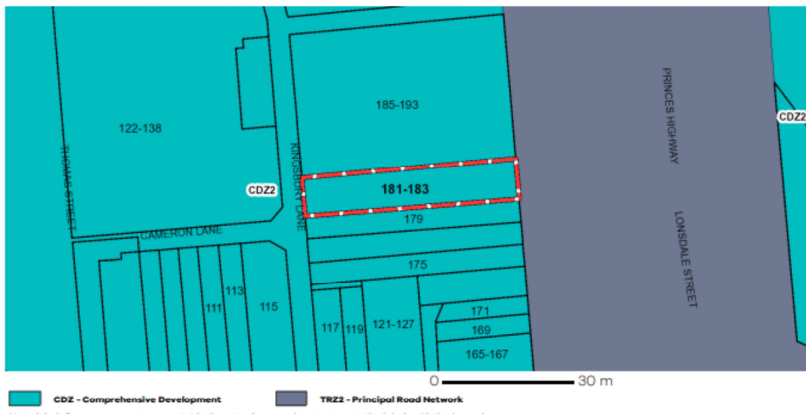 185-193
122-138
PRINCES HIGHWAY
CDZ2
THOMAS STREET
KINGSBURY LANE
CDZ2
181-183
179
CAMERON LANE
LONSDALE STREET
175
113
111
115
117
119
121-127
171
169
165-167
0 30 m
CDZ - Comprehensive Development
TRZ2 - Principal Road Network